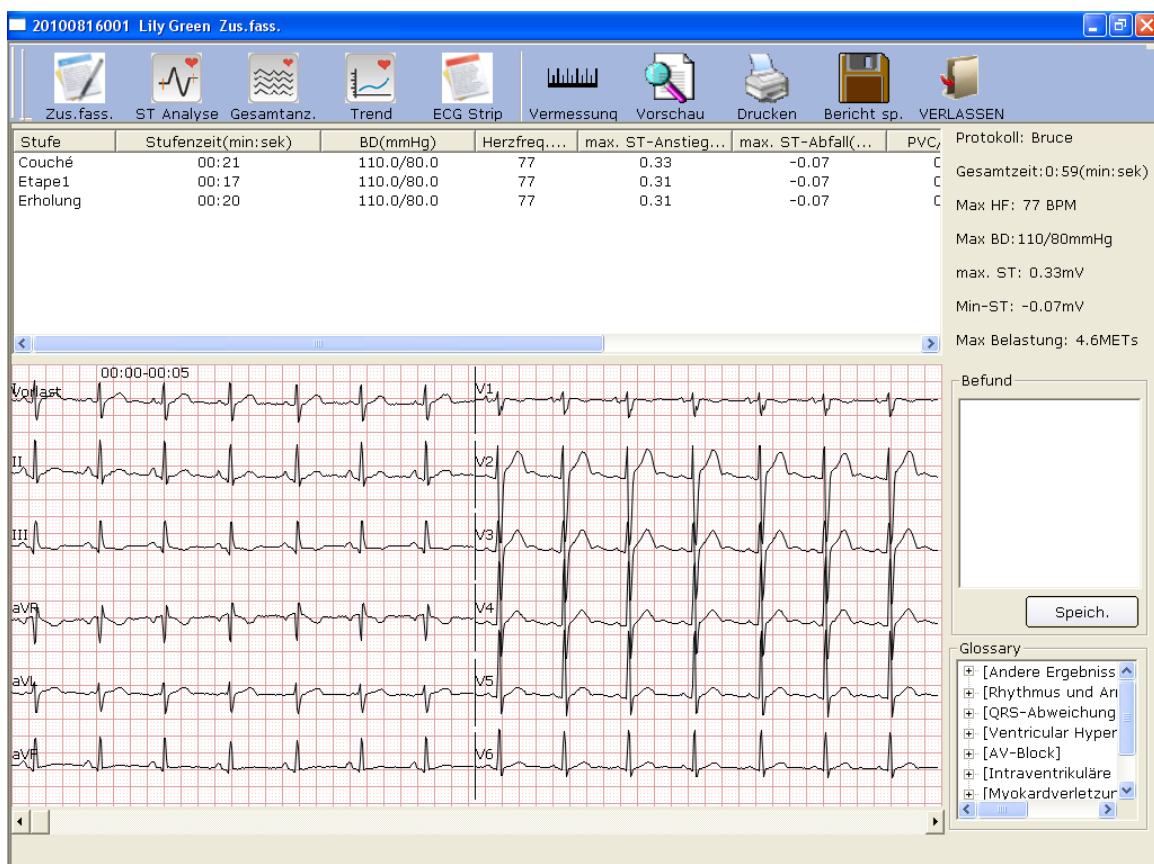 20100816001 Lily Green Zus.fass.
Zus.fass. ST Analyse Gesamtanz. Trend ECG Strip Vermessung Vorschau Drucken Bericht sp. VERLASSEN
Stufe Stufenzeit(min:sek) BD(mmHg) Herzfreq.... max. ST-Anstieg... max. ST-Abfall(... PVC/
Couché 00:21 110.0/80.0 77 0.33 -0.07
Etape1 00:17 110.0/80.0 77 0.31 -0.07
Erholung 00:20 110.0/80.0 77 0.31 -0.07
Protokoll: Bruce
Gesamtzeit:0:59(min:sek)
Max HF: 77 BPM
Max BD:110/80mmHg
max. ST: 0.33mV
Min-ST: -0.07mV
Max Belastung: 4.6METs
00:00-00:05
Vorlast
I V1
II V2
III V3
aVR V4
aVL V5
aVF V6
Befund
Speich.
Glossary
[Andere Ergebniss
[Rhythmus und Arr
[QRS-Abweichung
[Ventricular Hyper
[AV-Block]
[Intraventrikuläre
[Myokardverletzur